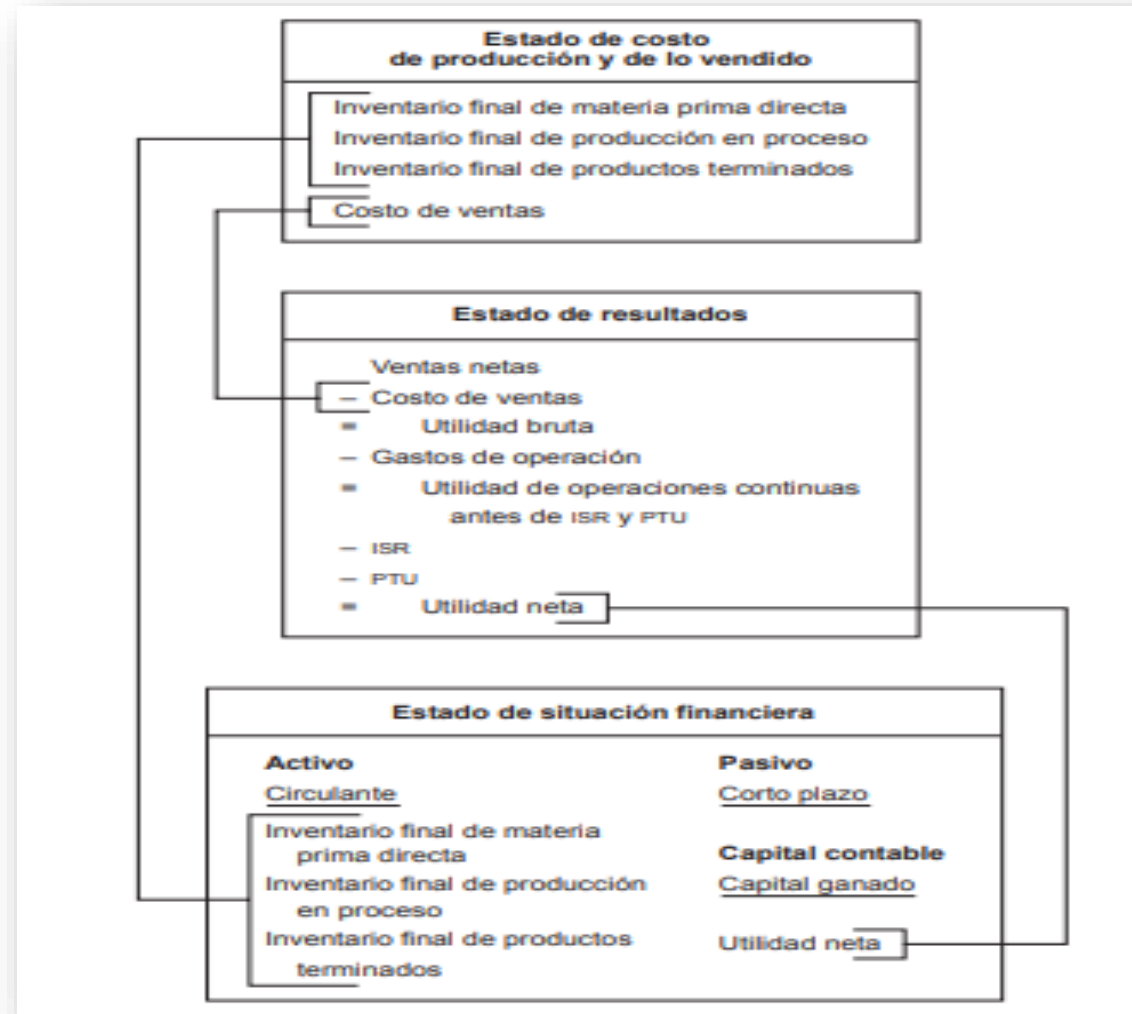 Estado de costo
de producción y de lo vendido
Inventario final de materia prima directa
Inventario final de producción en proceso
Inventario final de productos terminados
Costo de ventas
Estado de resultados
Ventas netas
– Costo de ventas
= Utilidad bruta
– Gastos de operación
= Utilidad de operaciones continuas
antes de ISR y PTU
– ISR
– PTU
= Utilidad neta
Estado de situación financiera
Activo
Circulante
Inventario final de materia
prima directa
Inventario final de producción
en proceso
Inventario final de productos
terminados
Pasivo
Corto plazo
Capital contable
Capital ganado
Utilidad neta